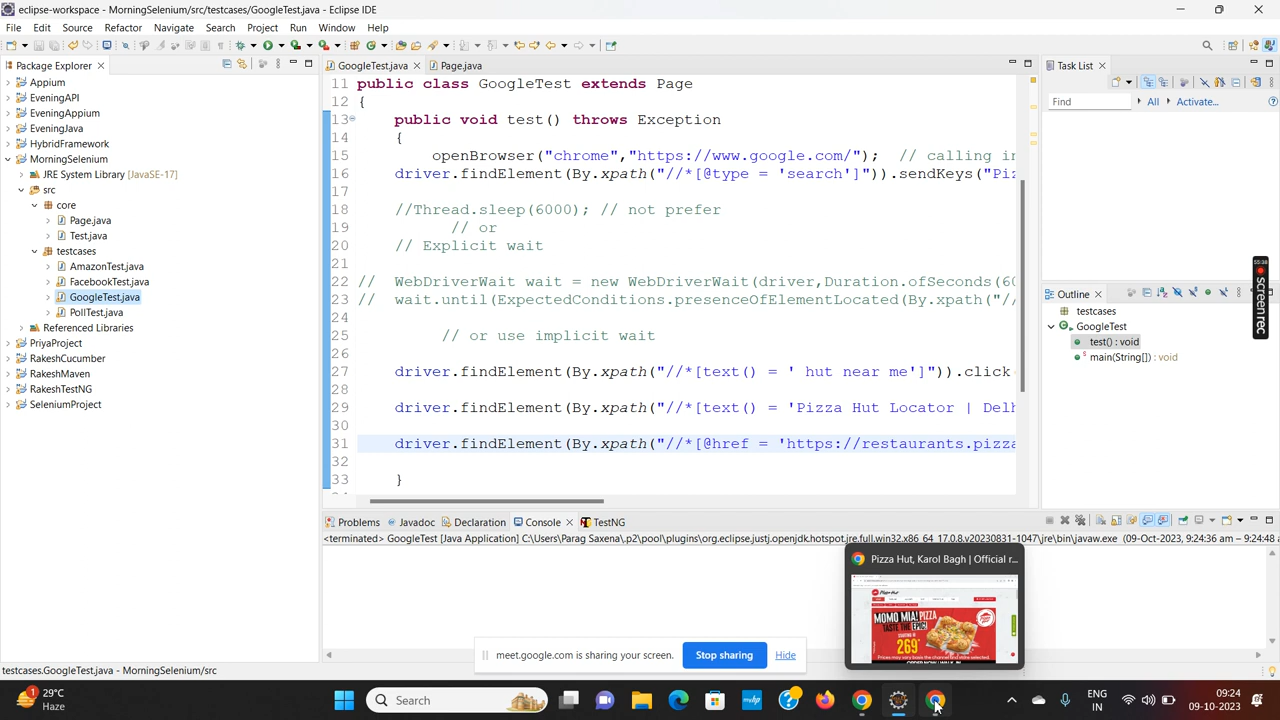 eclipse-workspace - MorningSelenium/src/testcases/GoogleTest.java - Eclipse IDE
File Edit Source Refactor Navigate Search Project Run Window Help
Package Explorer
GoogleTest.java
Page.java
Task List
Find
All
Activate...
Appium
EveningAPI
EveningAppium
EveningJava
HybridFramework
MorningSelenium
JRE System Library [JavaSE-17]
src
core
Page.java
Test.java
testcases
AmazonTest.java
FacebookTest.java
GoogleTest.java
PollTest.java
Referenced Libraries
PriyaProject
RakeshCucumber
RakeshMaven
RakeshTestNG
SeleniumProject
11 public class GoogleTest extends Page
12 {
13 public void test() throws Exception
14 {
15 openBrowser("chrome","https://www.google.com/"); // calling in
16 driver.findElement(By.xpath("//*[@type = 'search']")).sendKeys("Piz
17
18 //Thread.sleep(6000); // not prefer
19 // or
20 // Explicit wait
21
22 // WebDriverWait wait = new WebDriverWait(driver,Duration.ofSeconds(60
23 // wait.until(ExpectedConditions.presenceOfElementLocated(By.xpath("//
24
25 // or use implicit wait
26
27 driver.findElement(By.xpath("//*[text() = ' hut near me']")).click
28
29 driver.findElement(By.xpath("//*[text() = 'Pizza Hut Locator | Delh
30
31 driver.findElement(By.xpath("//*[@href = 'https://restaurants.pizza
32
33 }
Outline
testcases
GoogleTest
test() : void
main(String[]) : void
55:38
screenrec
Problems Javadoc Declaration Console TestNG
<terminated> GoogleTest [Java Application] C:\Users\Parag Saxena\.p2\pool\plugins\org.eclipse.justj.openjdk.hotspot.jre.full.win32.x86_64_17.0.8.v20230831-1047\jre\bin\javaw.exe (09-Oct-2023, 9:24:36 am – 9:24:48 a
Pizza Hut, Karol Bagh | Official r...
Pizza Hut
MOMO MIA! PIZZA
TASTE THE EPIC!
STARTING AT
269
meet.google.com is sharing your screen.
Stop sharing
Hide
testcases.GoogleTest.java - MorningSelenium/src
29°C
Haze
Search
ENG
IN
09:24
09-10-2023